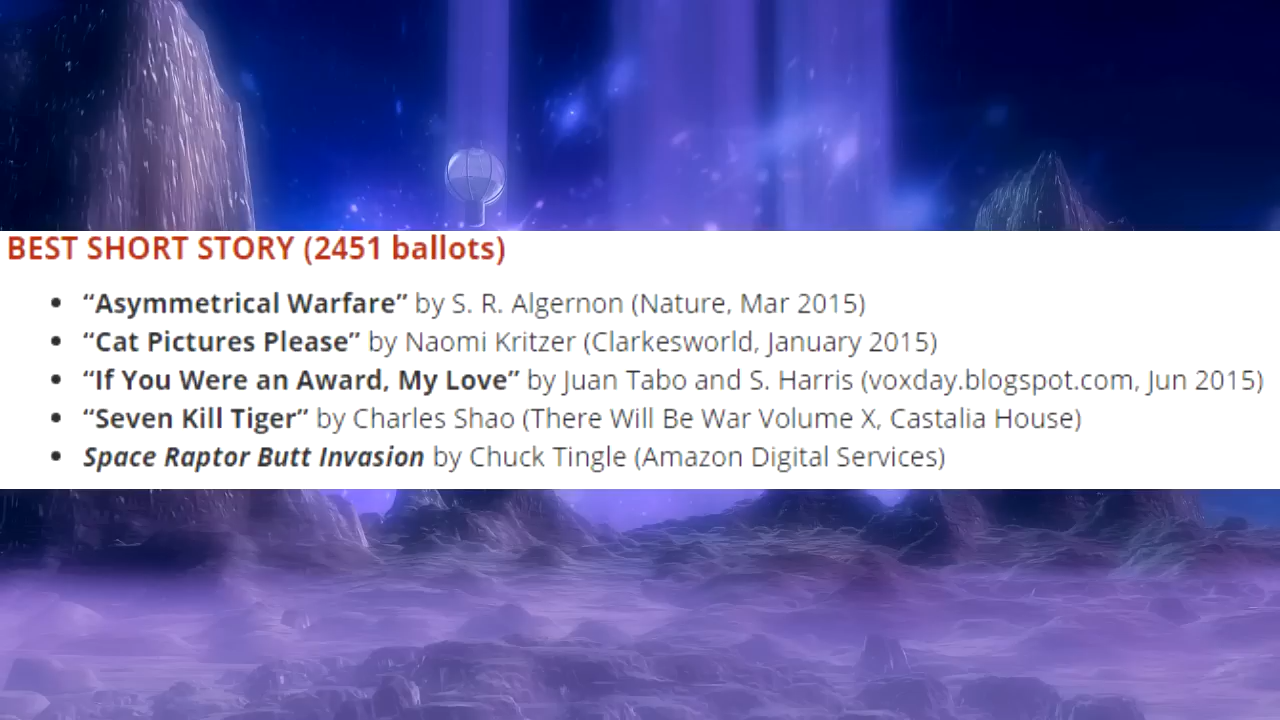 BEST SHORT STORY (2451 ballots)
• “Asymmetrical Warfare” by S. R. Algernon (Nature, Mar 2015)
• “Cat Pictures Please” by Naomi Kritzer (Clarkesworld, January 2015)
• “If You Were an Award, My Love” by Juan Tabo and S. Harris (voxday.blogspot.com, Jun 2015)
• “Seven Kill Tiger” by Charles Shao (There Will Be War Volume X, Castalia House)
• Space Raptor Butt Invasion by Chuck Tingle (Amazon Digital Services)